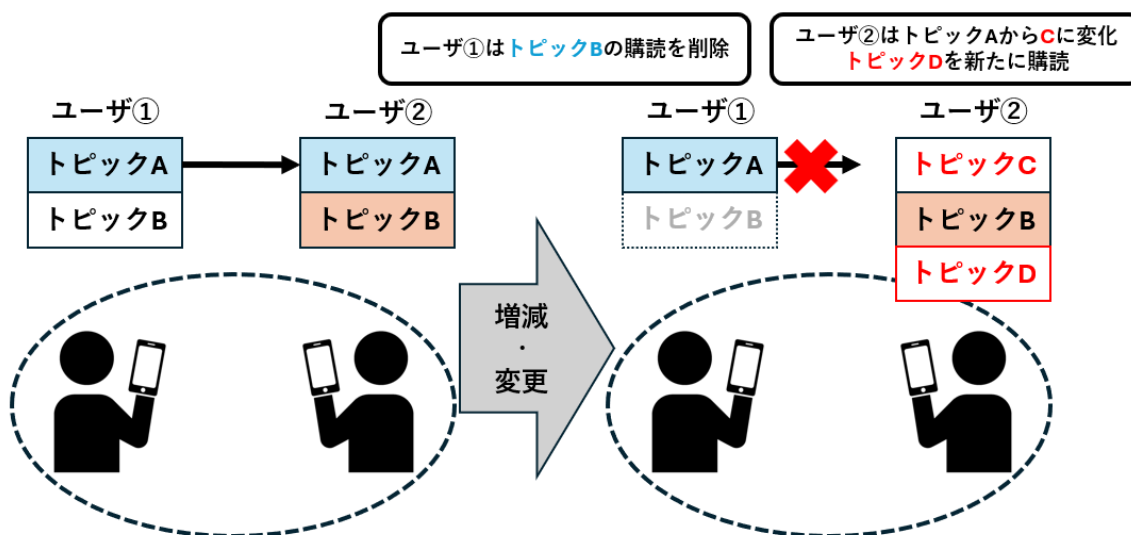 ユーザ①はトピックBの購読を削除
ユーザ②はトピックAからCに変化
トピックDを新たに購読
ユーザ①
トピックA
トピックB
ユーザ②
トピックA
トピックB
増減
・
変更
ユーザ①
トピックA
トピックB
ユーザ②
トピックC
トピックB
トピックD